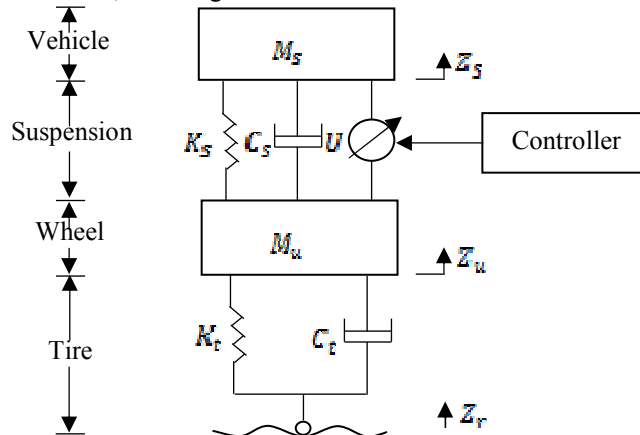 Vehicle
M_s
Z_s
Suspension
K_s C_s U
Controller
Wheel
M_u
Z_u
Tire
K_t
C_t
Z_r